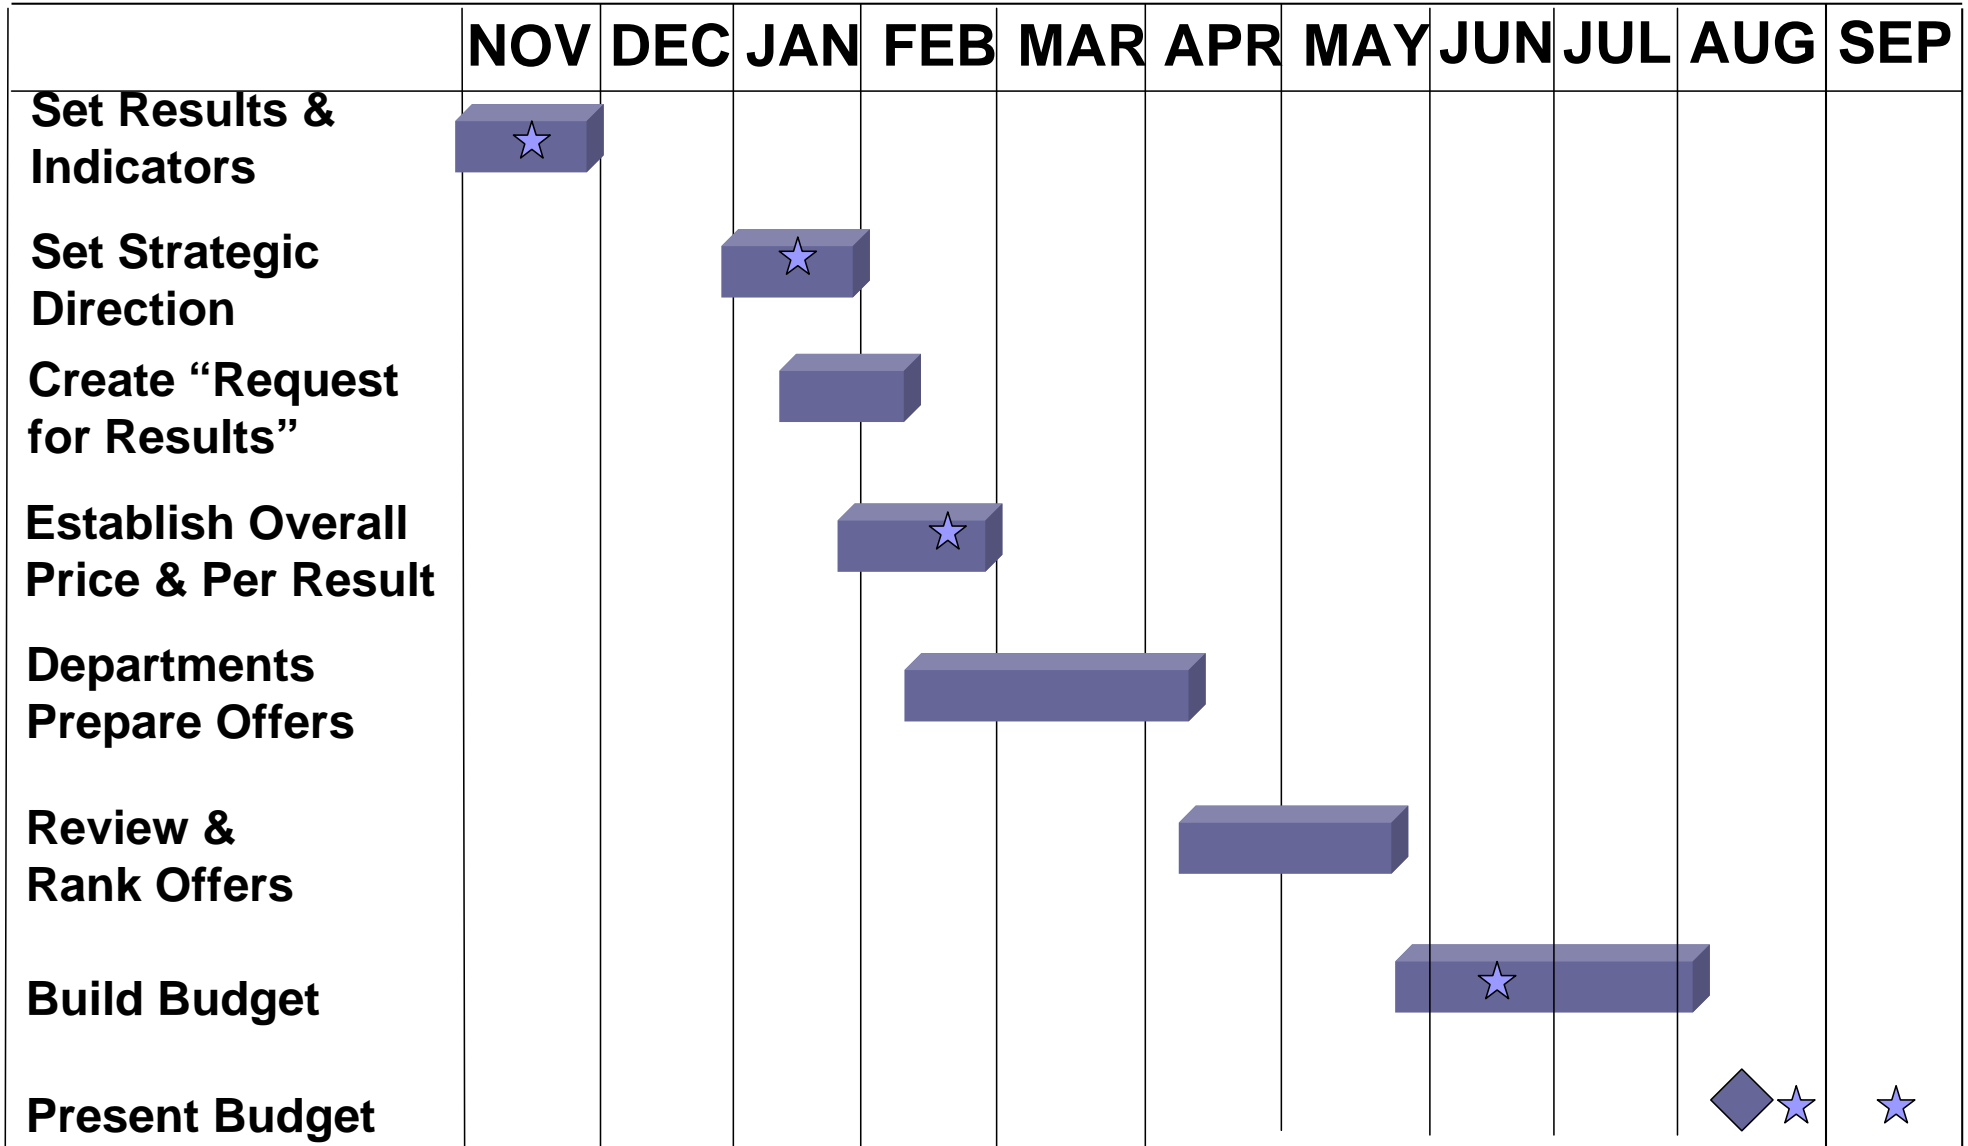 NOV DEC JAN FEB MAR APR MAY JUN JUL AUG SEP
Set Results &
Indicators
Set Strategic
Direction
Create “Request
for Results”
Establish Overall
Price & Per Result
Departments
Prepare Offers
Review &
Rank Offers
Build Budget
Present Budget